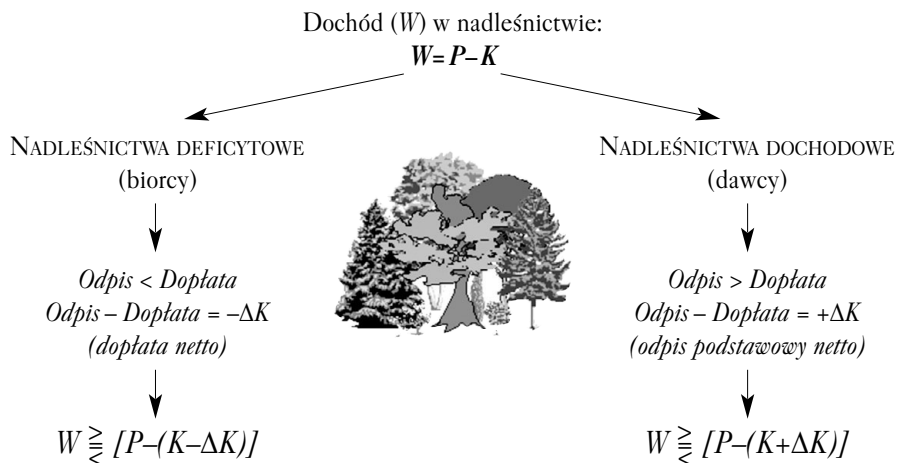 Dochód (W) w nadleśnictwie:
W=P–K
NADLEŚNICTWA DEFICYTOWE
(biorcy)
Odpis < Dopłata
Odpis – Dopłata = –ΔK
(dopłata netto)
W ⪌ [P–(K–ΔK)]
NADLEŚNICTWA DOCHODOWE
(dawcy)
Odpis > Dopłata
Odpis – Dopłata = +ΔK
(odpis podstawowy netto)
W ⪌ [P–(K+ΔK)]